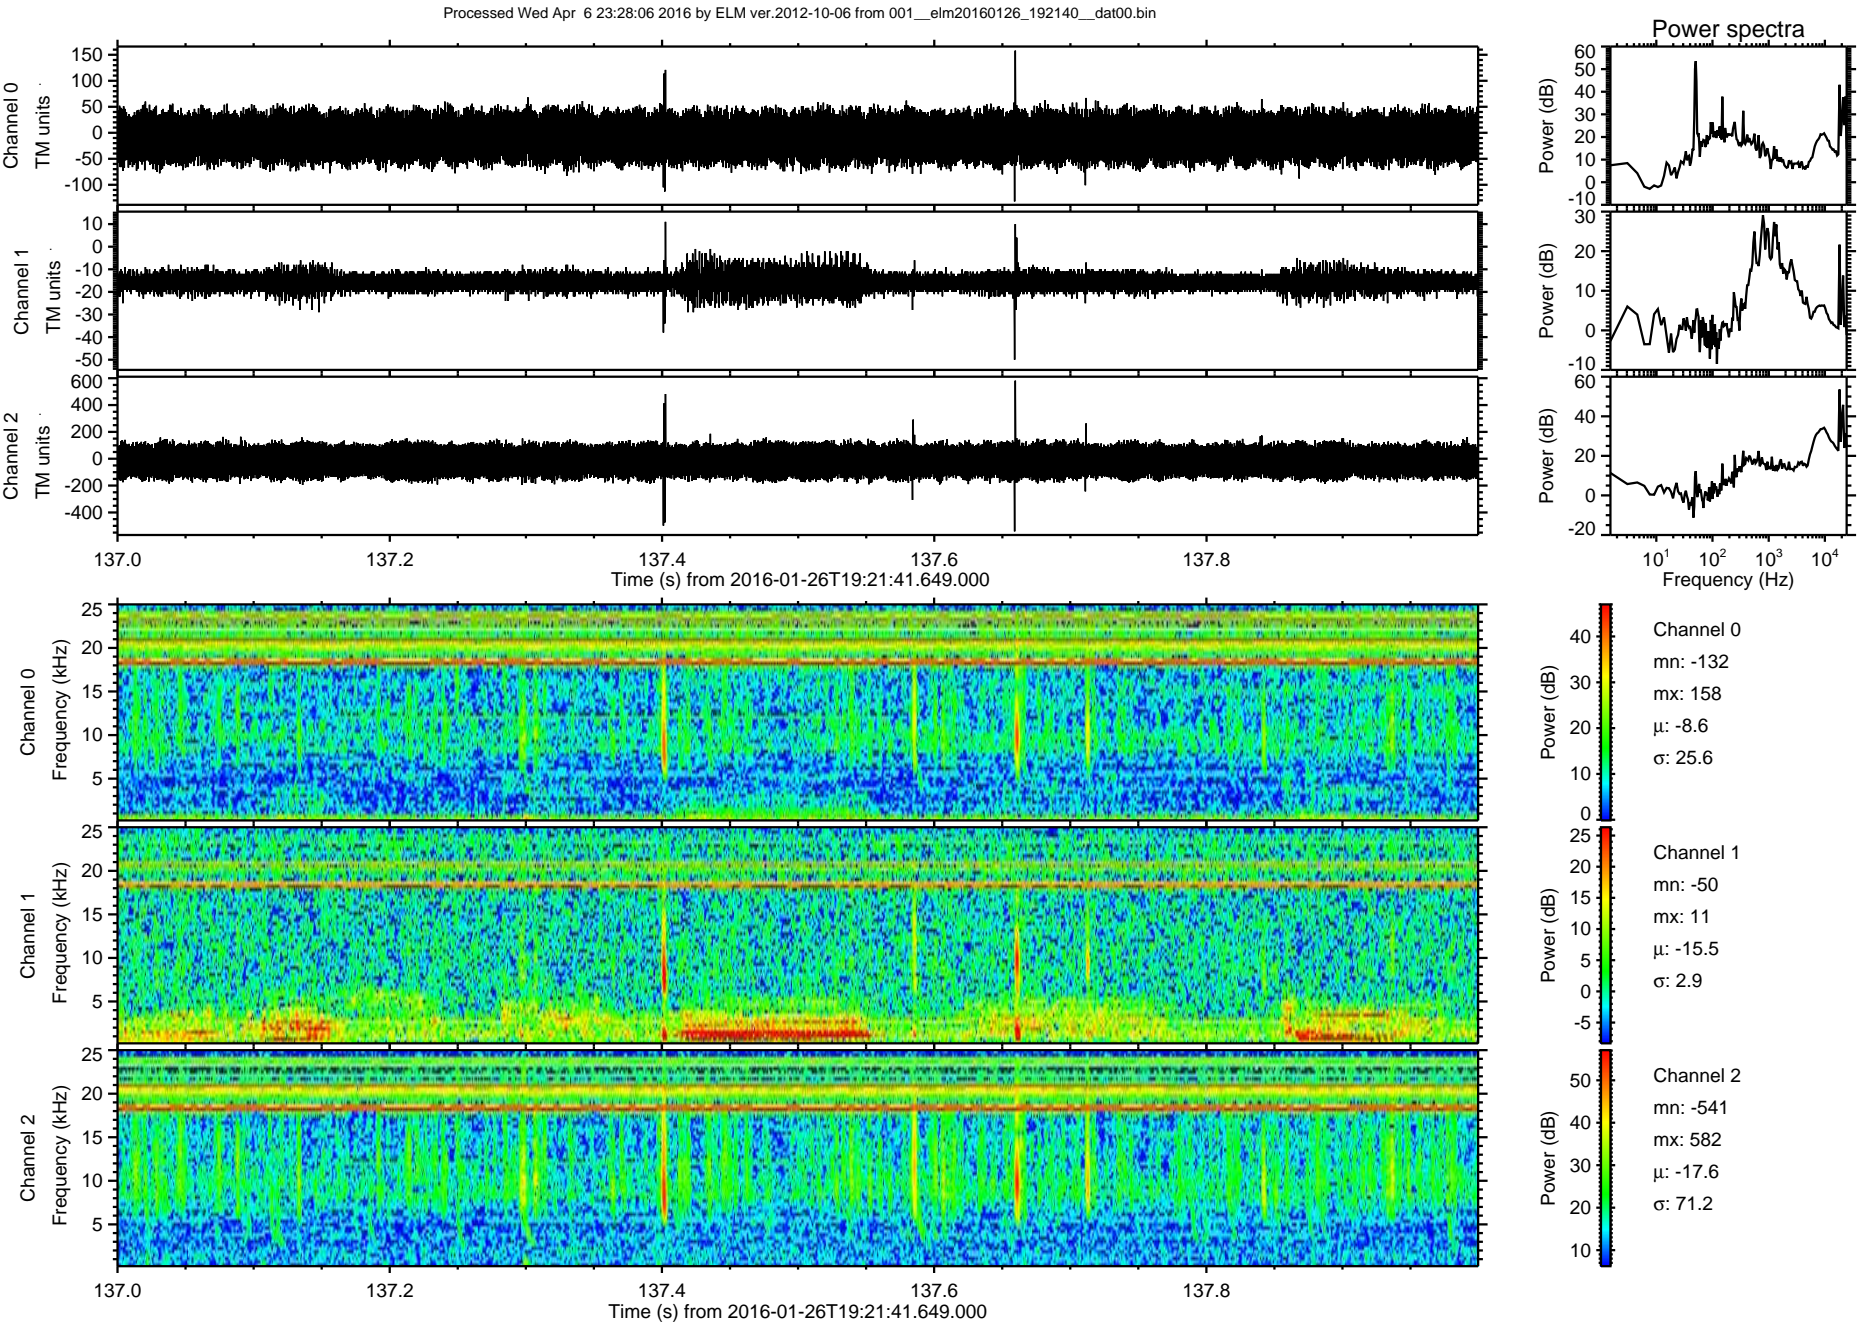 Processed Wed Apr  6 23:28:06 2016 by ELM ver.2012-10-06 from 001__elm20160126_192140__dat00.bin
Power spectra
Channel 0
TM units
150
100
50
0
-50
-100
Power (dB)
60
50
40
30
20
10
0
-10
Channel 1
TM units
10
0
-10
-20
-30
-40
-50
Power (dB)
30
20
10
0
-10
Channel 2
TM units
600
400
200
0
-200
-400
Power (dB)
60
40
20
0
-20
137.0 137.2 137.4 137.6 137.8
Time (s) from 2016-01-26T19:21:41.649.000
10¹ 10² 10³ 10⁴
Frequency (Hz)
Channel 0
Frequency (kHz)
25
20
15
10
5
Power (dB)
40
30
20
10
0
Channel 0
mn: -132
mx: 158
μ: -8.6
σ: 25.6
Channel 1
Frequency (kHz)
25
20
15
10
5
Power (dB)
25
20
15
10
5
0
-5
Channel 1
mn: -50
mx: 11
μ: -15.5
σ: 2.9
Channel 2
Frequency (kHz)
25
20
15
10
5
Power (dB)
50
40
30
20
10
Channel 2
mn: -541
mx: 582
μ: -17.6
σ: 71.2
137.0 137.2 137.4 137.6 137.8
Time (s) from 2016-01-26T19:21:41.649.000